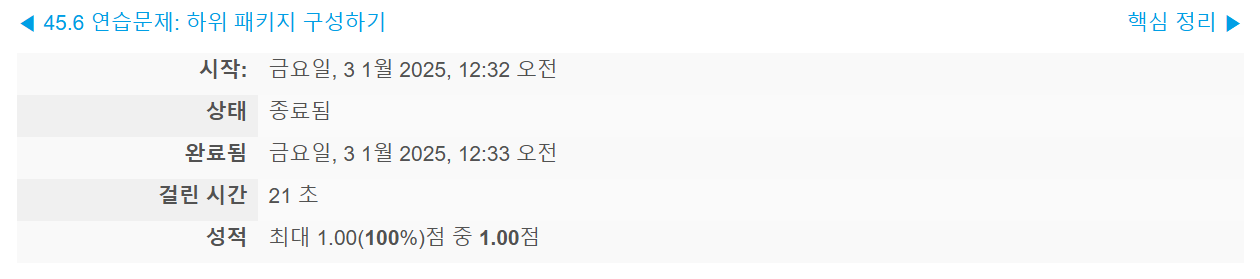 ◀ 45.6 연습문제: 하위 패키지 구성하기 핵심 정리 ▶
시작: 금요일, 3 1월 2025, 12:32 오전
상태 종료됨
완료됨 금요일, 3 1월 2025, 12:33 오전
걸린 시간 21 초
성적 최대 1.00(100%)점 중 1.00점